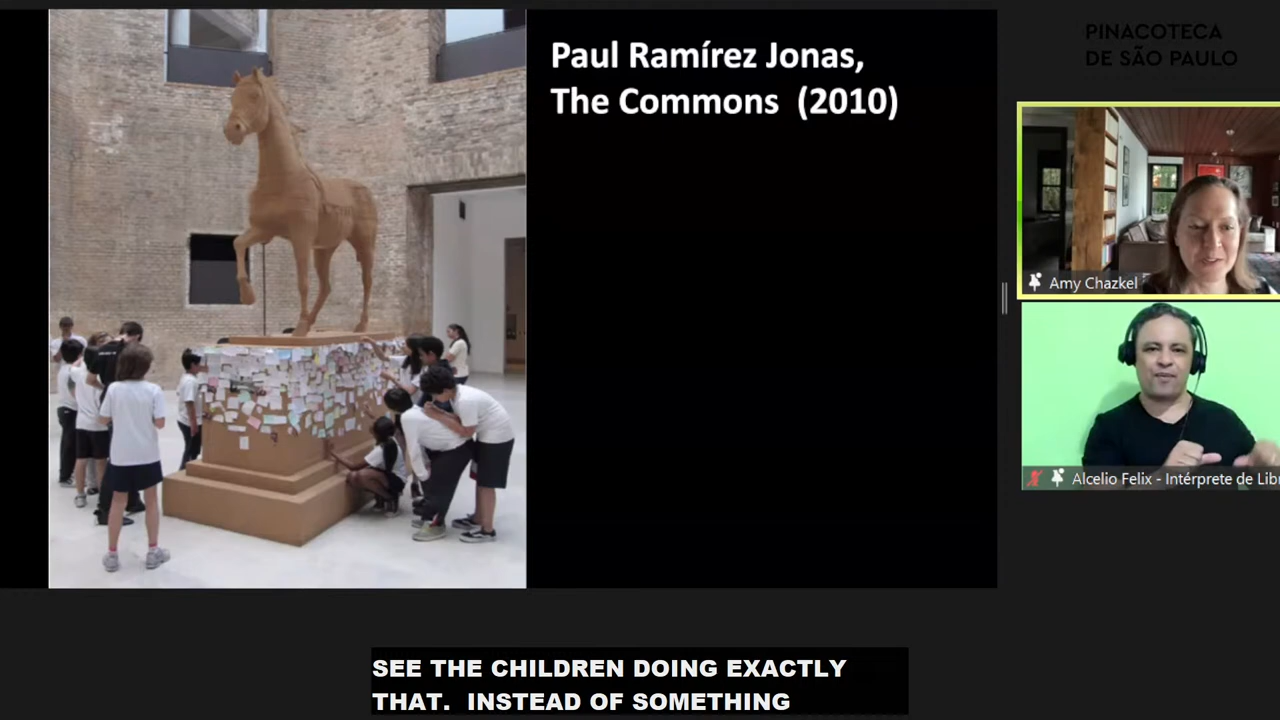 Paul Ramírez Jonas,
The Commons (2010)
PINACOTECA
DE SÃO PAULO
Amy Chazkel
Alcelio Felix - Intérprete de Libr
SEE THE CHILDREN DOING EXACTLY
THAT. INSTEAD OF SOMETHING